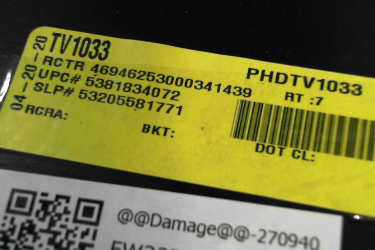 04-20-20
TV1033
PHDTV1033
RCTR 46946253000341439
RT :7
UPC# 5381834072
SLP# 53205581771
RCRA:
BKT:
DOT CL:
@@Damage@@-270940